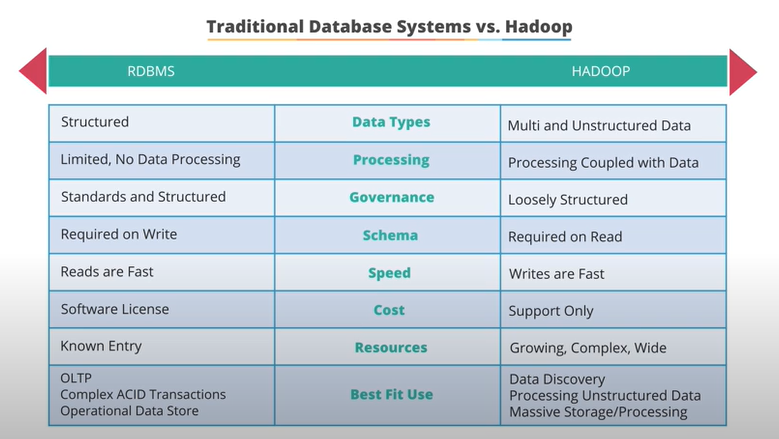 Traditional Database Systems vs. Hadoop
RDBMS
HADOOP
Structured
Data Types
Multi and Unstructured Data
Limited, No Data Processing
Processing
Processing Coupled with Data
Standards and Structured
Governance
Loosely Structured
Required on Write
Schema
Required on Read
Reads are Fast
Speed
Writes are Fast
Software License
Cost
Support Only
Known Entry
Resources
Growing, Complex, Wide
OLTP
Complex ACID Transactions
Operational Data Store
Best Fit Use
Data Discovery
Processing Unstructured Data
Massive Storage/Processing